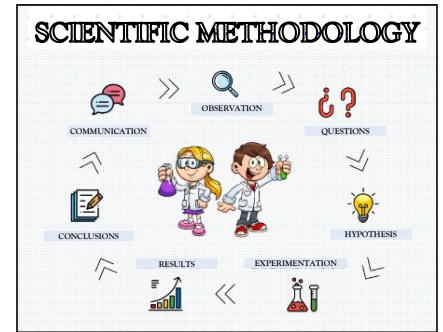 SCIENTIFIC METHODOLOGY
OBSERVATION
COMMUNICATION
QUESTIONS
CONCLUSIONS
HYPOTHESIS
RESULTS
EXPERIMENTATION